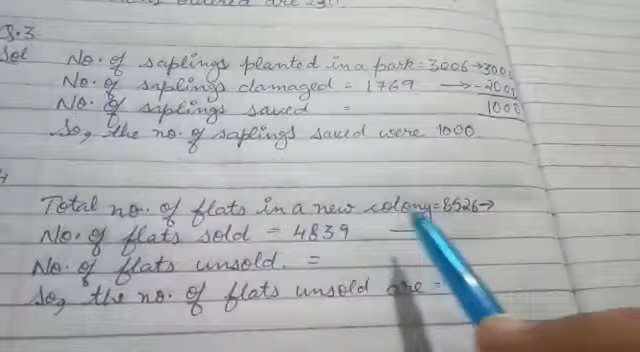 Q.3
Sol No. of saplings planted in a park = 3006 → 3000
No. of saplings damaged = 1769 → -2000
No. of saplings saved = 1000
So, the no. of saplings saved were 1000
4
Total no. of flats in a new colony = 8526 →
No. of flats sold = 4839 —
No. of flats unsold. =
So, the no. of flats unsold are =